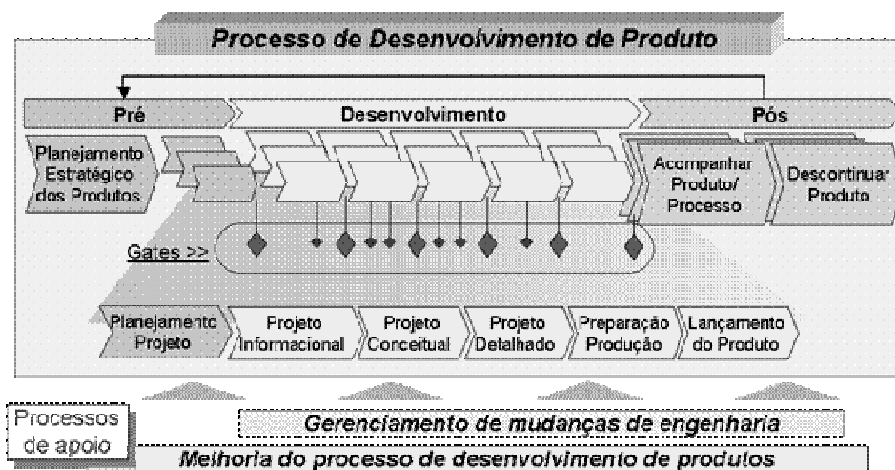 Processo de Desenvolvimento de Produto
Pré
Desenvolvimento
Pós
Planejamento
Estratégico
dos Produtos
Acompanhar
Produto/
Processo
Descontinuar
Produto
Gates >>
Planejamento
Projeto
Projeto
Informacional
Projeto
Conceitual
Projeto
Detalhado
Preparação
Produção
Lançamento
do Produto
Processos
de apoio
Gerenciamento de mudanças de engenharia
Melhoria do processo de desenvolvimento de produtos